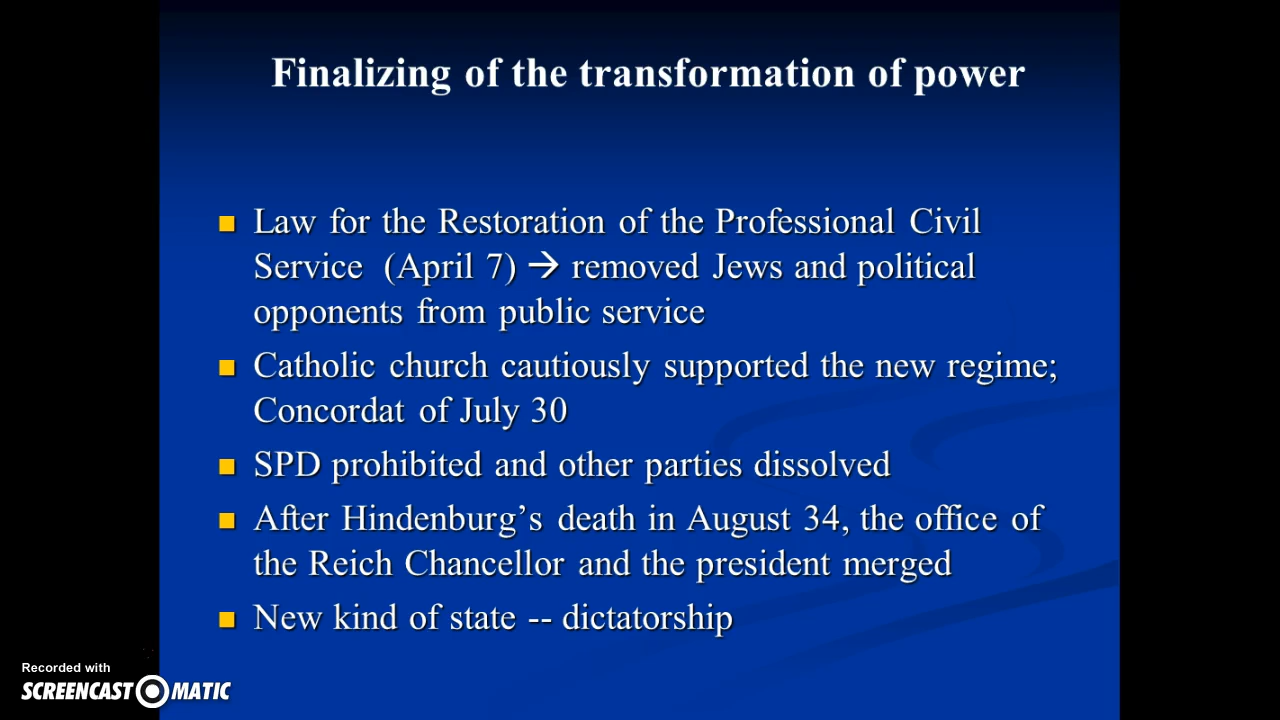 Finalizing of the transformation of power
Law for the Restoration of the Professional Civil
Service (April 7) → removed Jews and political
opponents from public service
Catholic church cautiously supported the new regime;
Concordat of July 30
SPD prohibited and other parties dissolved
After Hindenburg’s death in August 34, the office of
the Reich Chancellor and the president merged
New kind of state -- dictatorship
Recorded with
SCREENCAST O MATIC